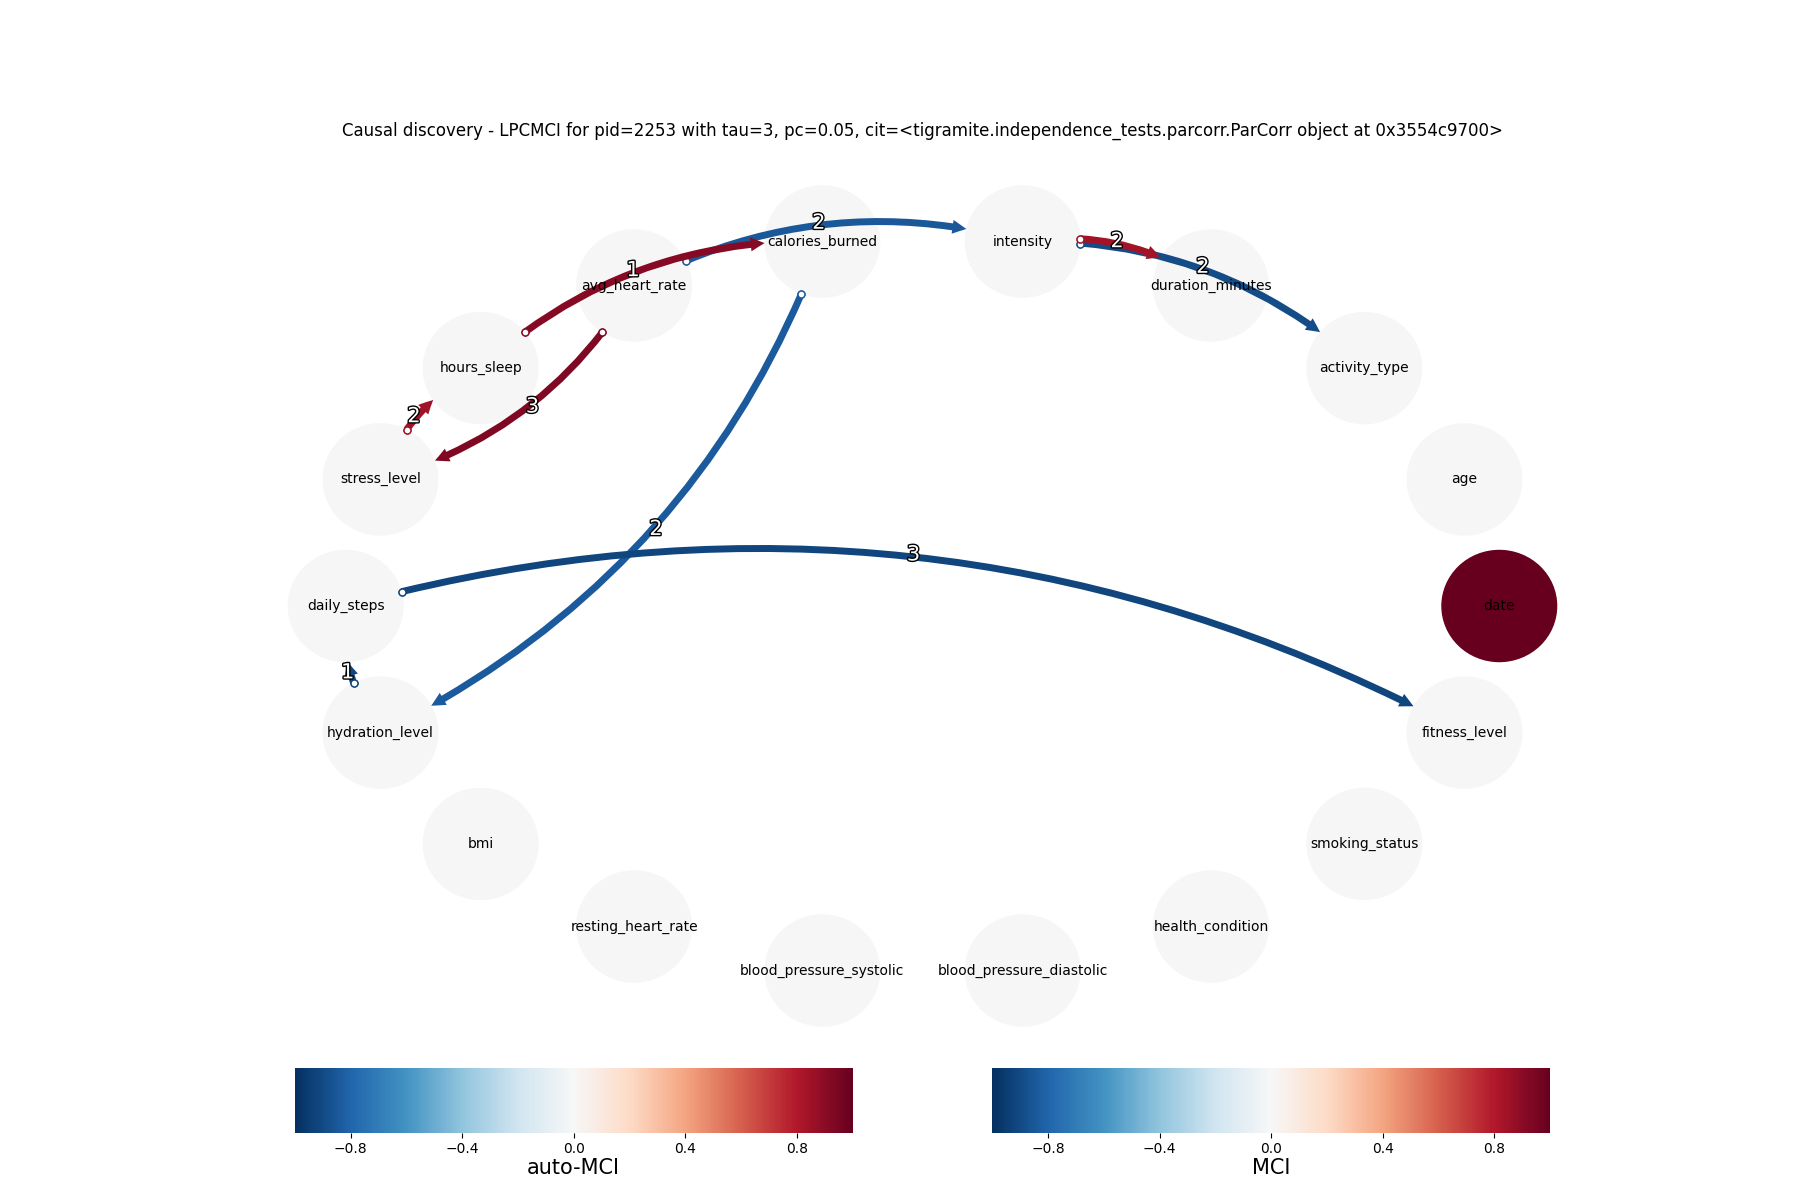 Causal discovery - LPCMCI for pid=2253 with tau=3, pc=0.05, cit=<tigramite.independence_tests.parcorr.ParCorr object at 0x3554c9700>
2
calories_burned
intensity
2
1
avg_heart_rate
2
duration_minutes
hours_sleep
activity_type
2
3
stress_level
age
2
3
daily_steps
date
1
hydration_level
fitness_level
bmi
smoking_status
resting_heart_rate
health_condition
blood_pressure_systolic
blood_pressure_diastolic
−0.8 −0.4 0.0 0.4 0.8
auto-MCI
−0.8 −0.4 0.0 0.4 0.8
MCI